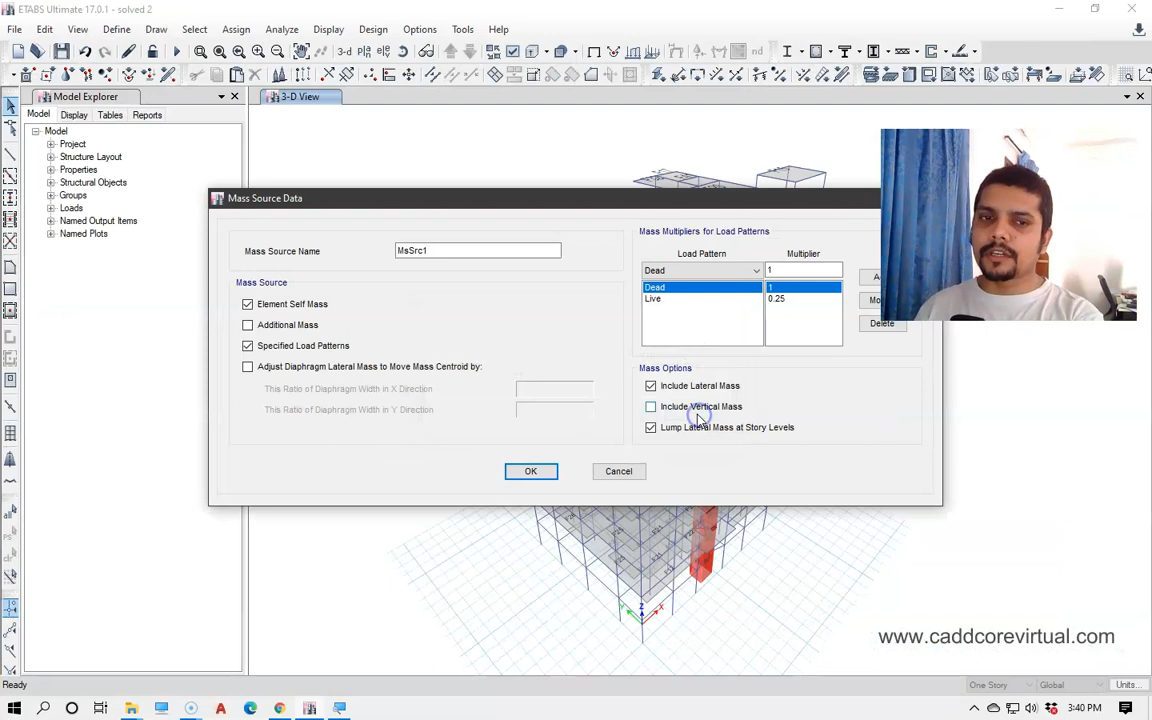 ETABS Ultimate 17.0.1 - solved 2
File Edit View Define Draw Select Assign Analyze Display Design Options Tools Help
3-d
nd
Model Explorer
3-D View
Model Display Tables Reports
Model
Project
Structure Layout
Properties
Structural Objects
Groups
Loads
Named Output Items
Named Plots
Mass Source Data
Mass Source Name
MsSrc1
Mass Source
Element Self Mass
Additional Mass
Specified Load Patterns
Adjust Diaphragm Lateral Mass to Move Mass Centroid by:
This Ratio of Diaphragm Width in X Direction
This Ratio of Diaphragm Width in Y Direction
Mass Multipliers for Load Patterns
Load Pattern Multiplier
Dead 1
Dead 1
Live 0.25
Delete
Mass Options
Include Lateral Mass
Include Vertical Mass
Lump Lateral Mass at Story Levels
OK Cancel
Z
Y X
www.caddcorevirtual.com
Ready
One Story Global Units...
3:40 PM